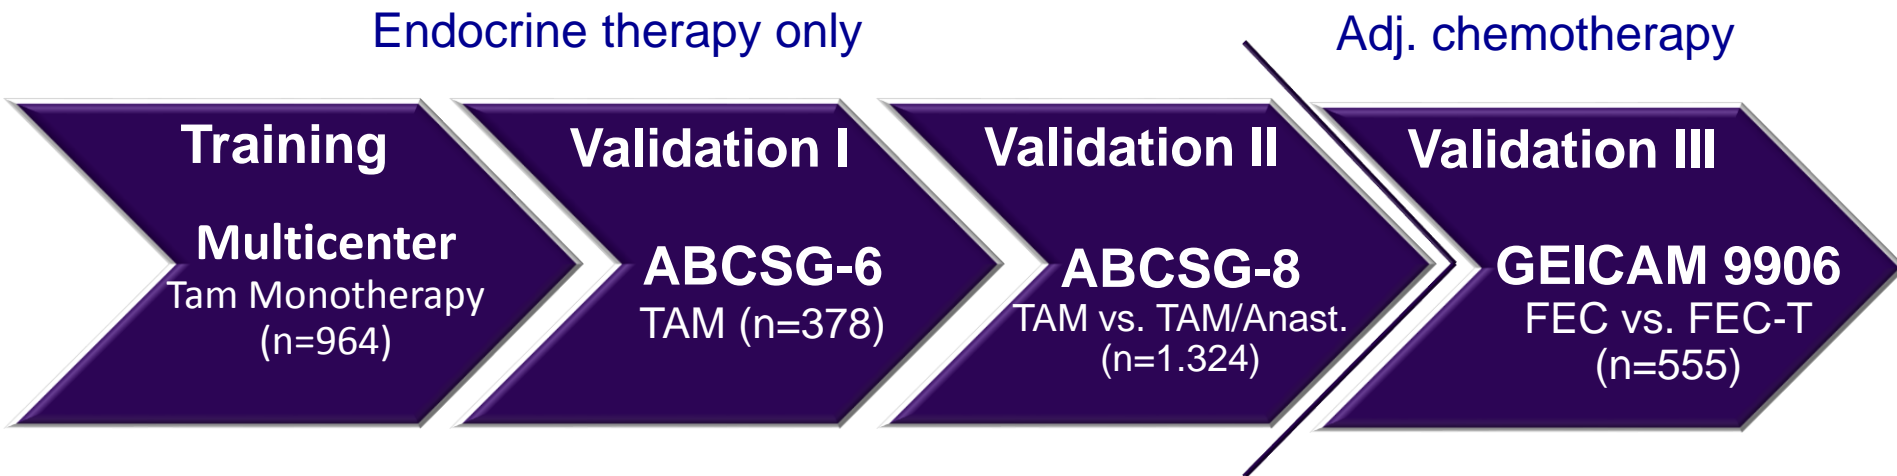 Endocrine therapy only
Adj. chemotherapy
Training
Multicenter
Tam Monotherapy
(n=964)
Validation I
ABCSG-6
TAM (n=378)
Validation II
ABCSG-8
TAM vs. TAM/Anast.
(n=1.324)
Validation III
GEICAM 9906
FEC vs. FEC-T
(n=555)